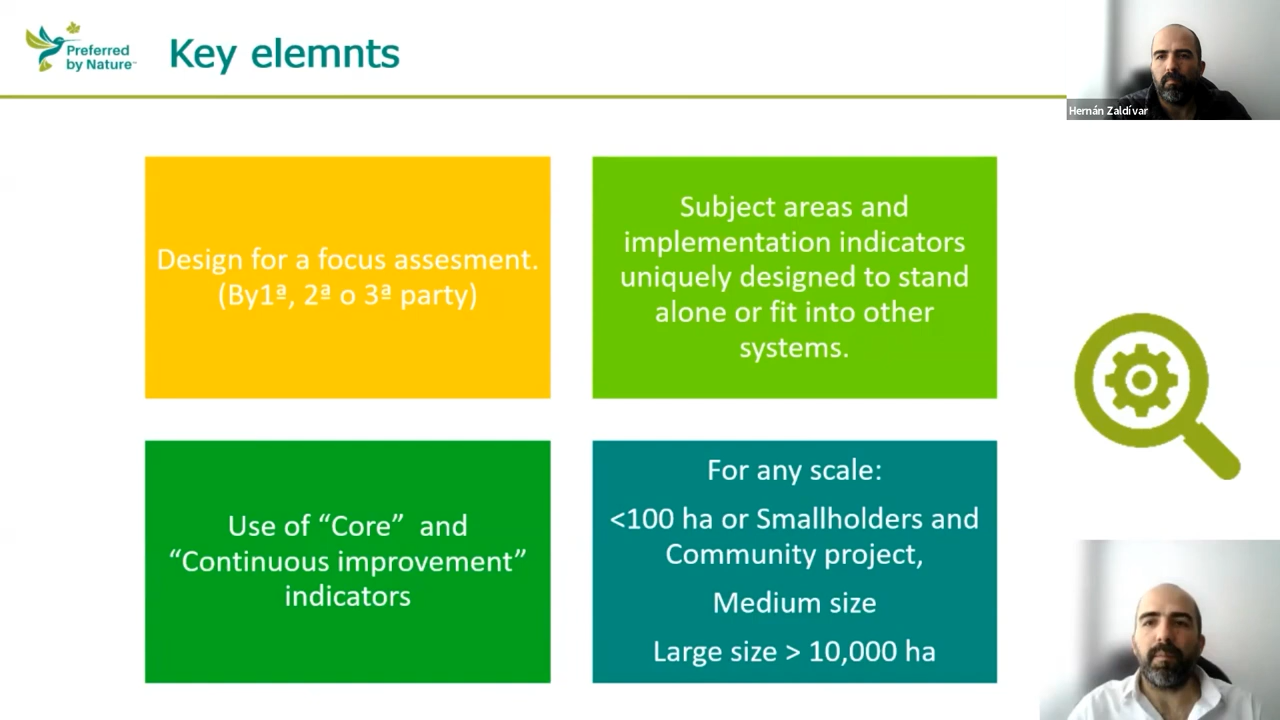 Preferred
by Nature™
Key elemnts
Hernán Zaldívar
Design for a focus assesment.
(By1ª, 2ª o 3ª party)
Subject areas and
implementation indicators
uniquely designed to stand
alone or fit into other
systems.
Use of “Core”  and
“Continuous improvement”
indicators
For any scale:
<100 ha or Smallholders and
Community project,
Medium size
Large size > 10,000 ha